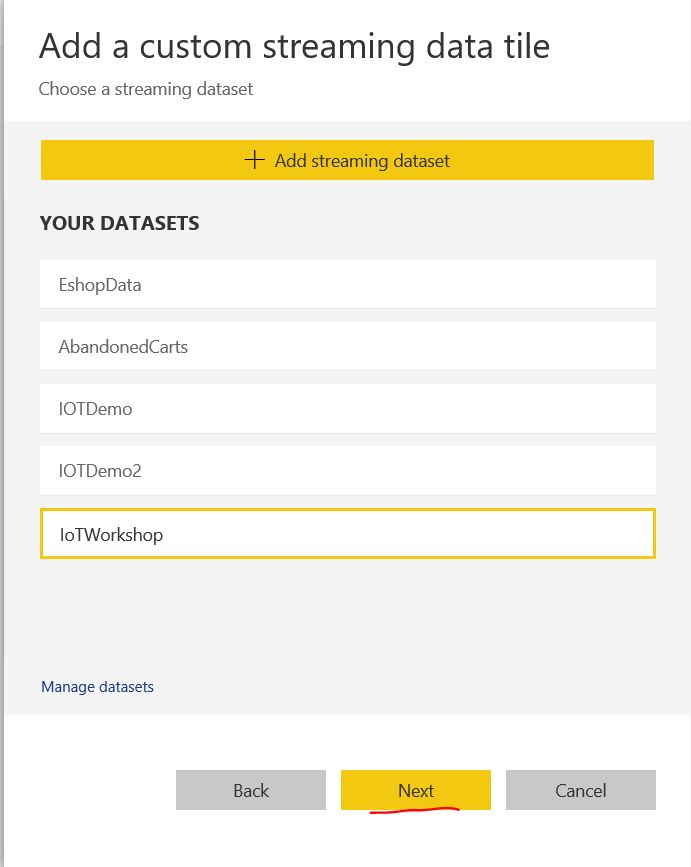 Add a custom streaming data tile
Choose a streaming dataset
Add streaming dataset
YOUR DATASETS
EshopData
AbandonedCarts
IOTDemo
IOTDemo2
IoTWorkshop
Manage datasets
Back Next Cancel